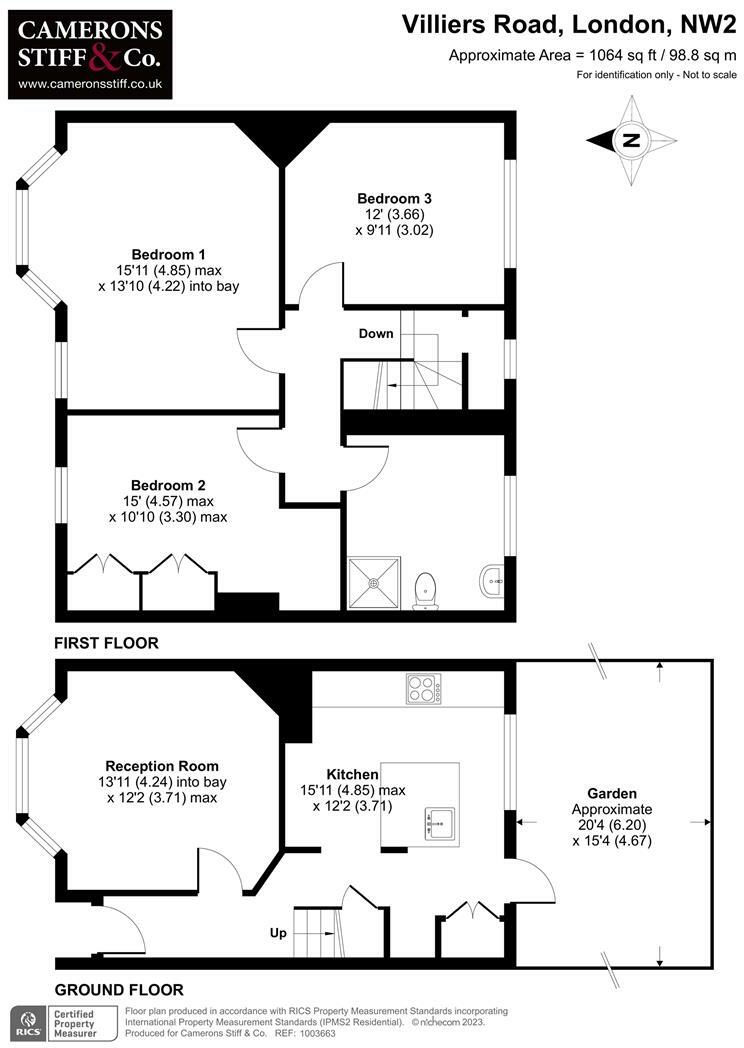 CAMERONS
STIFF & Co.
www.cameronsstiff.co.uk
Villiers Road, London, NW2
Approximate Area = 1064 sq ft / 98.8 sq m
For identification only - Not to scale
N
Bedroom 3
12' (3.66)
x 9'11 (3.02)
Bedroom 1
15'11 (4.85) max
x 13'10 (4.22) into bay
Down
Bedroom 2
15' (4.57) max
x 10'10 (3.30) max
FIRST FLOOR
Reception Room
13'11 (4.24) into bay
x 12'2 (3.71) max
Kitchen
15'11 (4.85) max
x 12'2 (3.71)
Garden
Approximate
20'4 (6.20)
x 15'4 (4.67)
Up
GROUND FLOOR
RICS
Certified
Property
Measurer
Floor plan produced in accordance with RICS Property Measurement Standards incorporating
International Property Measurement Standards (IPMS2 Residential). © n!checom 2023.
Produced for Camerons Stiff & Co. REF: 1003663